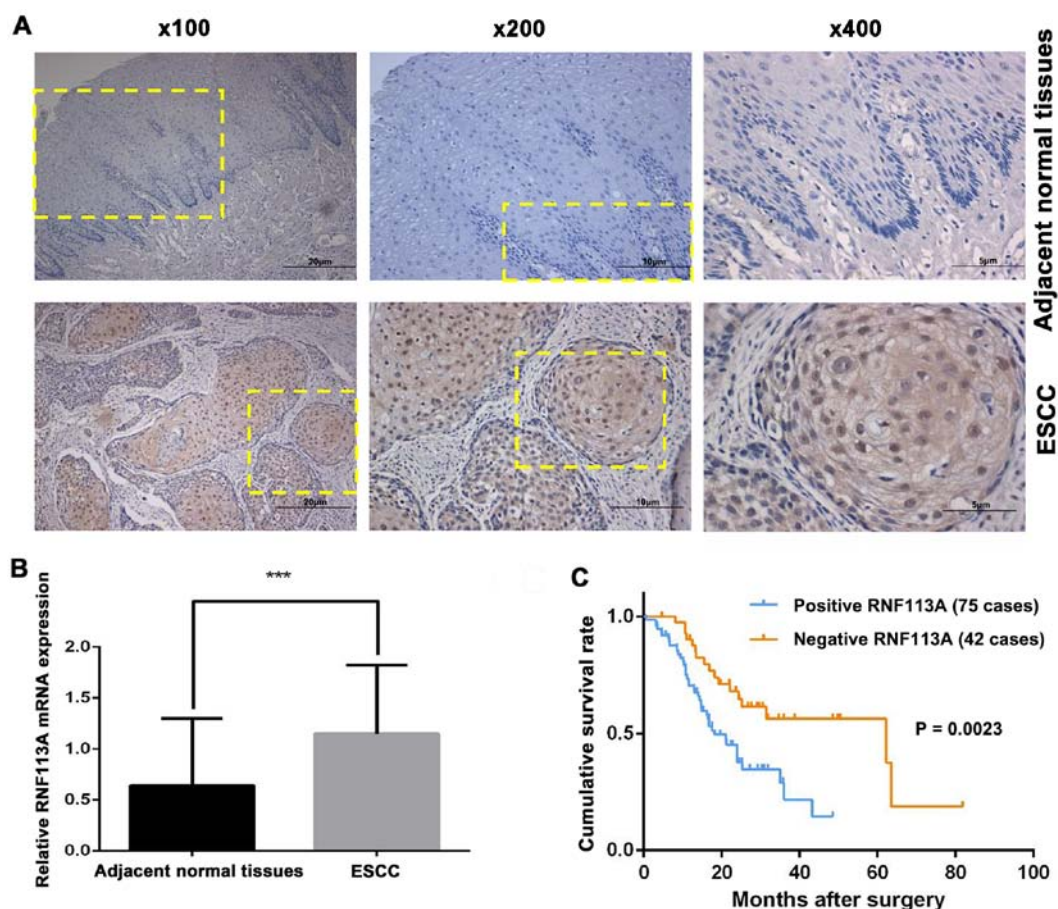 A
x100
x200
x400
20μm
10μm
5μm
Adjacent normal tissues
20μm
10μm
5μm
ESCC
B
***
Relative RNF113A mRNA expression
2.0
1.5
1.0
0.5
0.0
Adjacent normal tissues
ESCC
C
Positive RNF113A (75 cases)
Negative RNF113A (42 cases)
P = 0.0023
Cumulative survival rate
1.0
0.5
0.0
0
20
40
60
80
100
Months after surgery